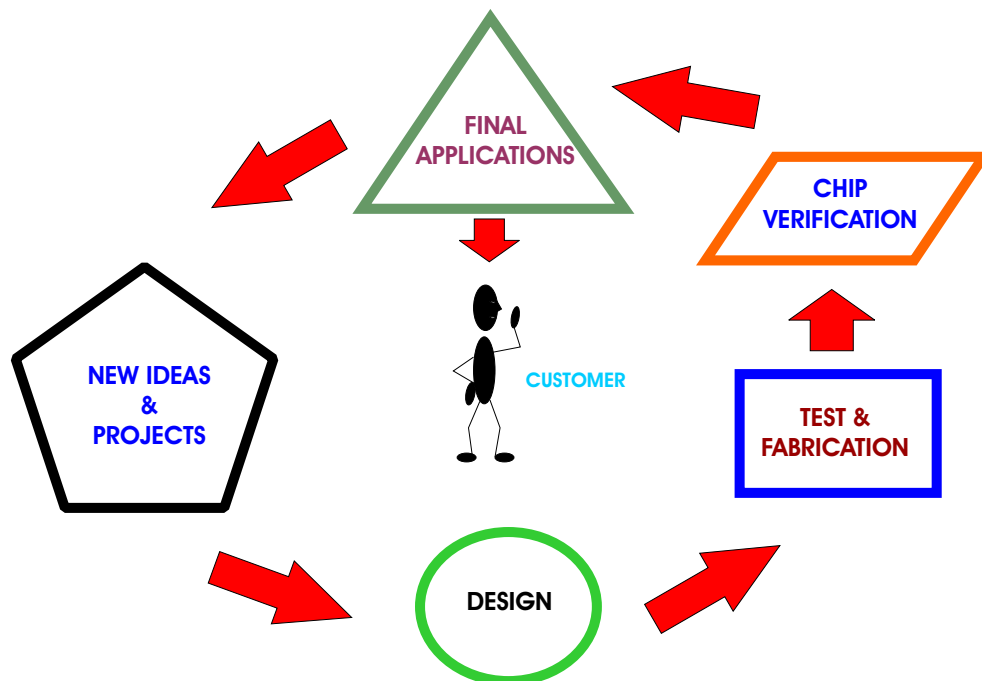 FINAL
APPLICATIONS
CHIP
VERIFICATION
NEW IDEAS
&
PROJECTS
CUSTOMER
TEST &
FABRICATION
DESIGN